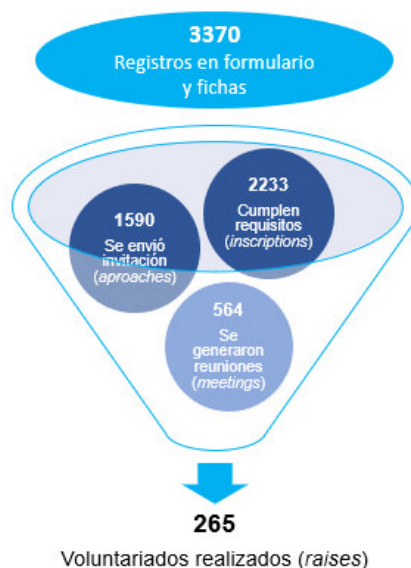 3370
Registros en formulario
y fichas
2233
Cumplen
requisitos
(inscriptions)
1590
Se envió
invitación
(aproaches)
564
Se
generaron
reuniones
(meetings)
265
Voluntariados realizados (raises)